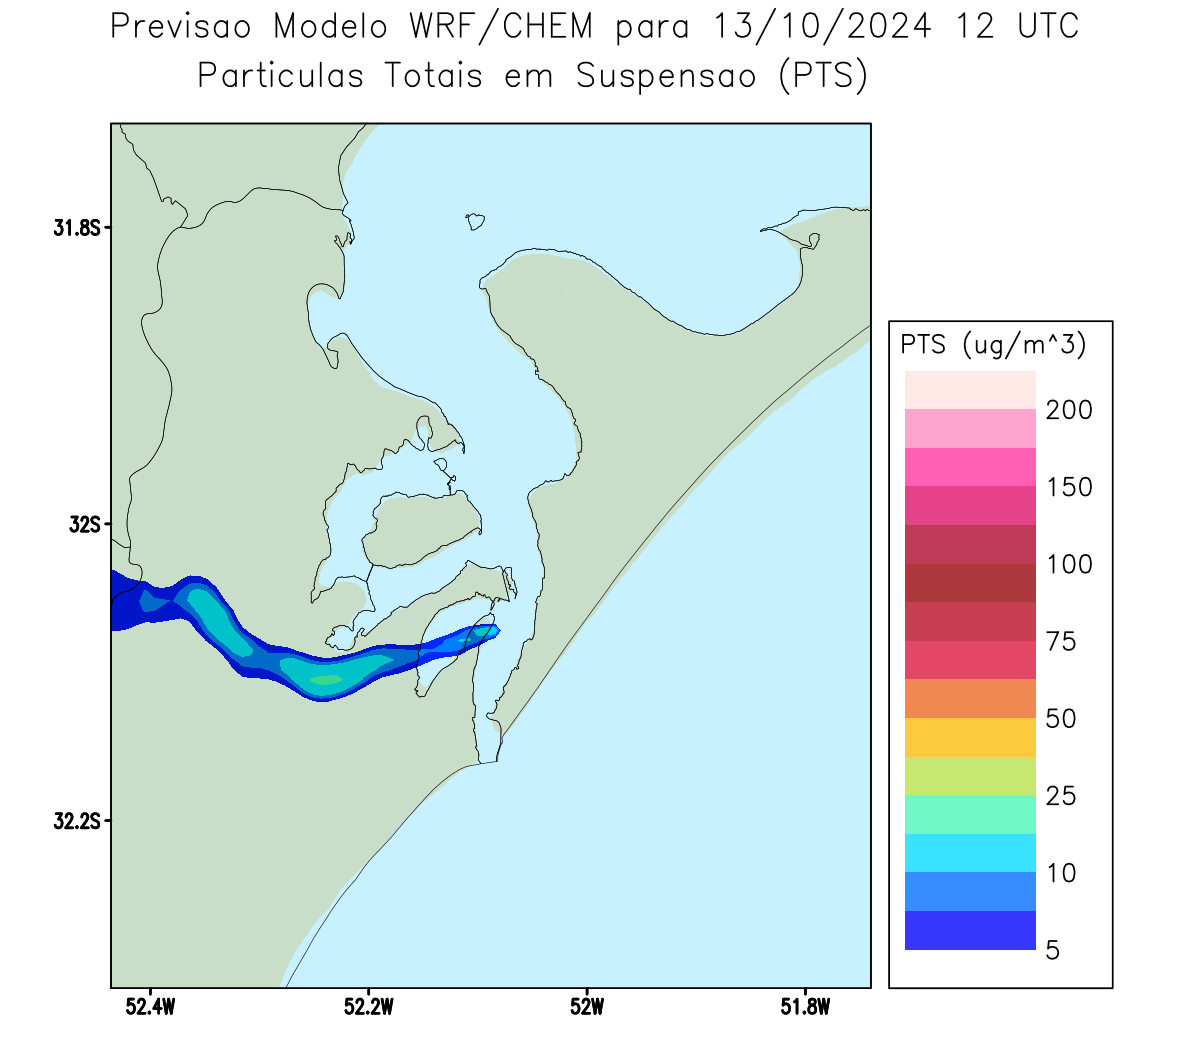 Previsao Modelo WRF/CHEM para 13/10/2024 12 UTC
Particulas Totais em Suspensao (PTS)
31.8S
32S
32.2S
52.4W
52.2W
52W
51.8W
PTS (ug/m^3)
200
150
100
75
50
25
10
5